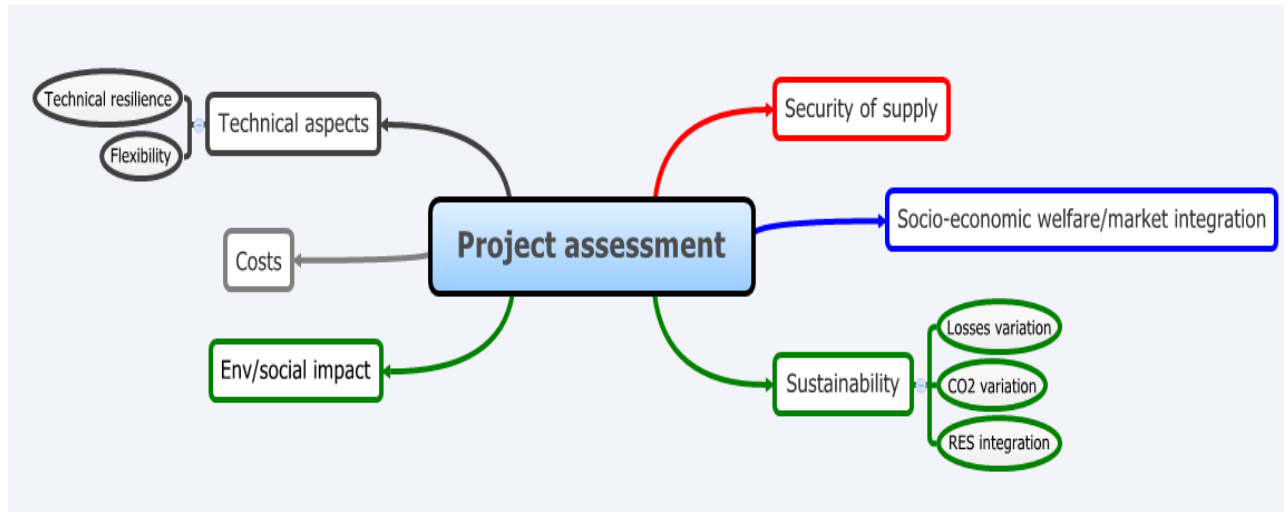 Technical resilience
Flexibility
Technical aspects
Costs
Env/social impact
Project assessment
Security of supply
Socio-economic welfare/market integration
Sustainability
Losses variation
CO2 variation
RES integration